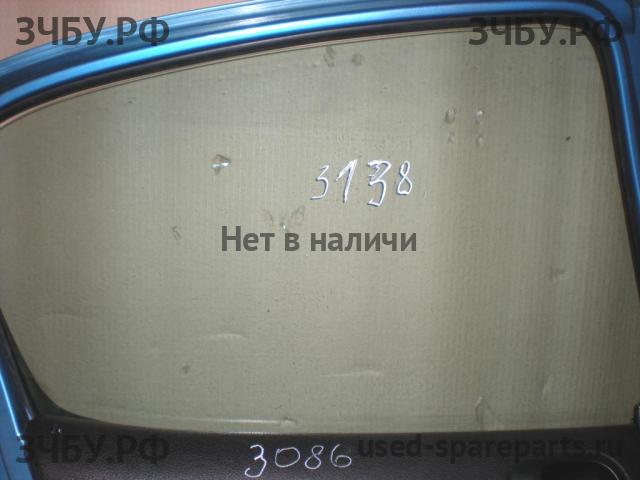 ЗЧБУ.РФ ЗЧБУ.РФ
3138
Нет в наличи
ЗЧБУ.РФ used-spareparts.ru
3086